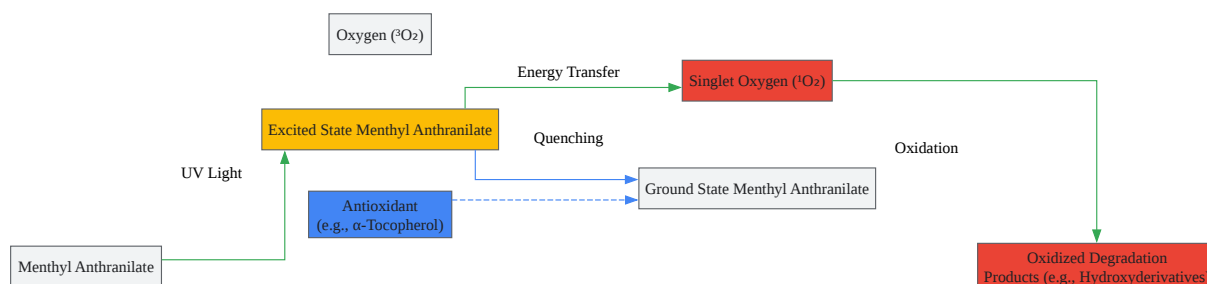 Oxygen (³O₂)
Energy Transfer
Singlet Oxygen (¹O₂)
Excited State Menthyl Anthranilate
Quenching
Oxidation
UV Light
Ground State Menthyl Anthranilate
Antioxidant
(e.g., α-Tocopherol)
Menthyl Anthranilate
Oxidized Degradation
Products (e.g., Hydroxyderivatives)